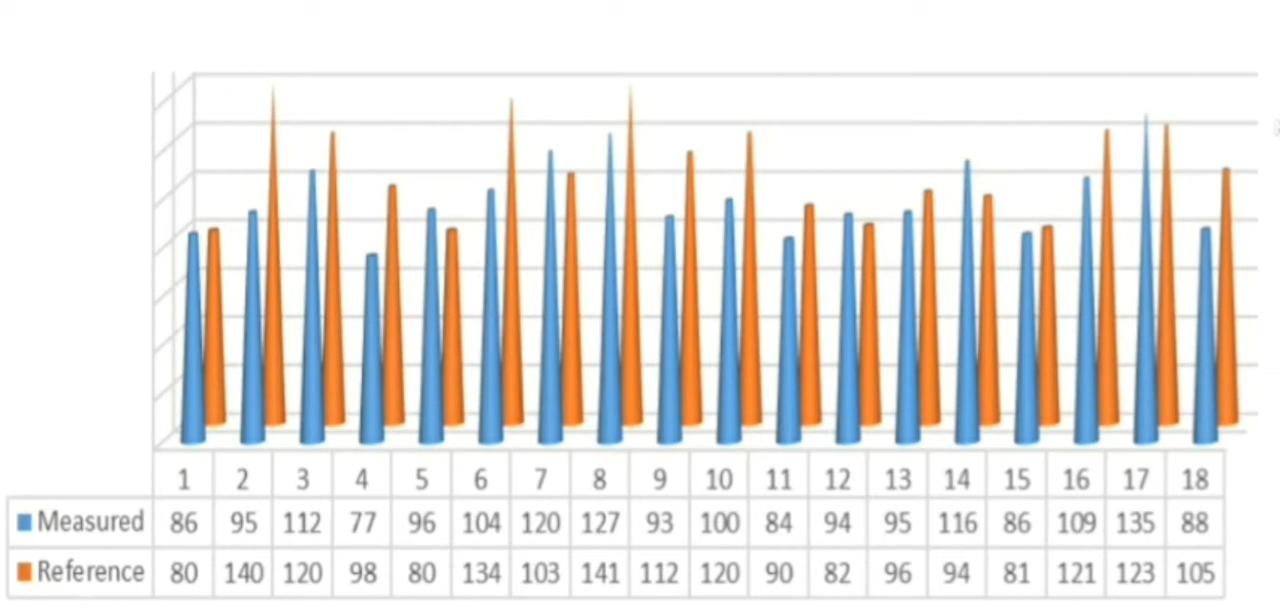 1 2 3 4 5 6 7 8 9 10 11 12 13 14 15 16 17 18
Measured 86 95 112 77 96 104 120 127 93 100 84 94 95 116 86 109 135 88
Reference 80 140 120 98 80 134 103 141 112 120 90 82 96 94 81 121 123 105